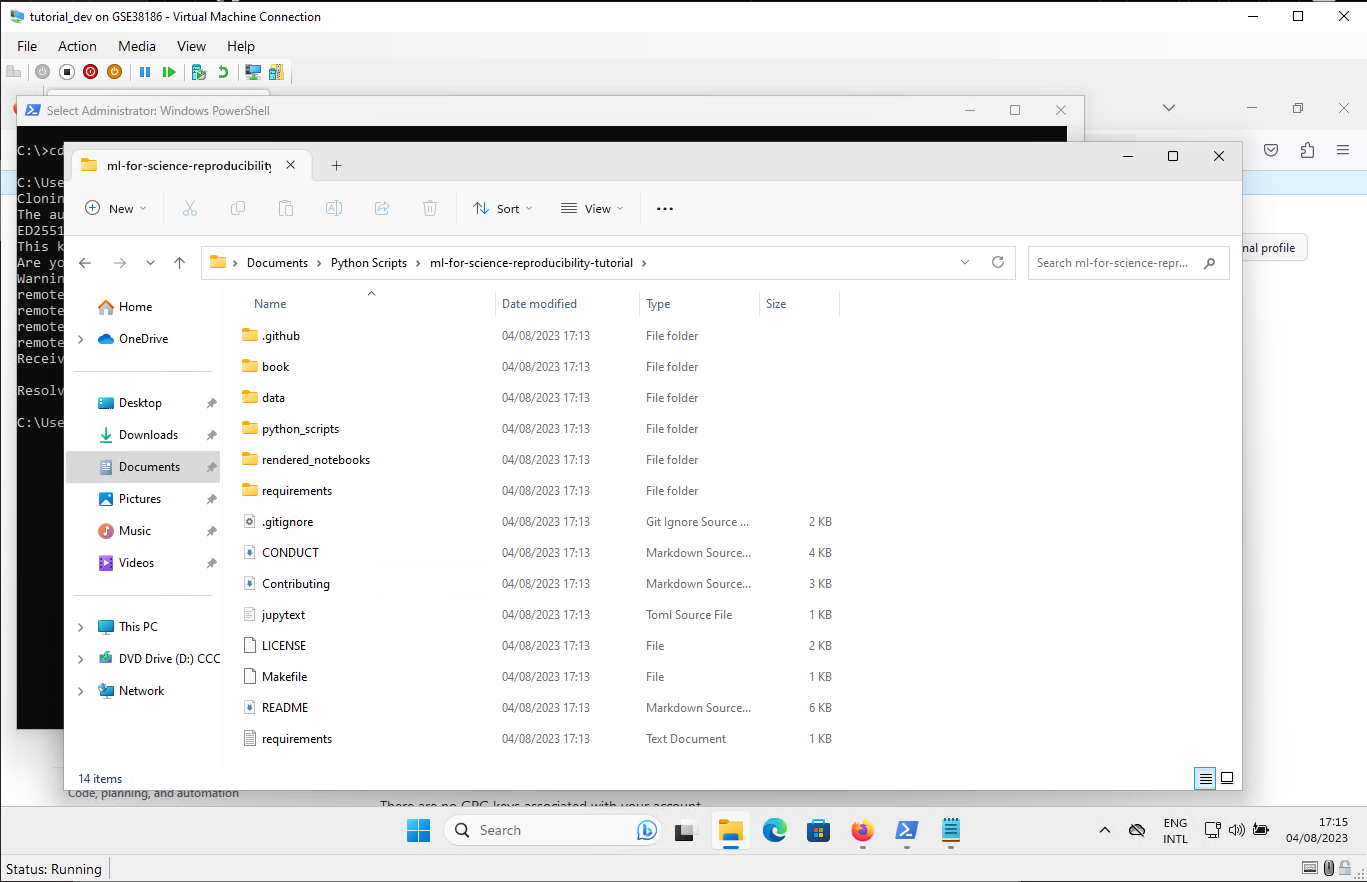 tutorial_dev on GSE38186 - Virtual Machine Connection
File Action Media View Help
Select Administrator: Windows PowerShell
C:\>cd
ml-for-science-reproducibility
C:\Use
Cloning
The au
ED2551
This k
Are yo
Warnin
remote
remote
remote
remote
Receiv
Resolv
C:\Use
New Sort View
Documents Python Scripts ml-for-science-reproducibility-tutorial
Search ml-for-science-repr...
nal profile
Home
OneDrive
Desktop
Downloads
Documents
Pictures
Music
Videos
This PC
DVD Drive (D:) CCC
Network
Name Date modified Type Size
.github 04/08/2023 17:13 File folder
book 04/08/2023 17:13 File folder
data 04/08/2023 17:13 File folder
python_scripts 04/08/2023 17:13 File folder
rendered_notebooks 04/08/2023 17:13 File folder
requirements 04/08/2023 17:13 File folder
.gitignore 04/08/2023 17:13 Git Ignore Source ... 2 KB
CONDUCT 04/08/2023 17:13 Markdown Source... 4 KB
Contributing 04/08/2023 17:13 Markdown Source... 3 KB
jupytext 04/08/2023 17:13 Toml Source File 1 KB
LICENSE 04/08/2023 17:13 File 2 KB
Makefile 04/08/2023 17:13 File 1 KB
README 04/08/2023 17:13 Markdown Source... 6 KB
requirements 04/08/2023 17:13 Text Document 1 KB
14 items
Code, planning, and automation
There are no GPG keys associated with your account
Search
ENG
INTL
17:15
04/08/2023
Status: Running